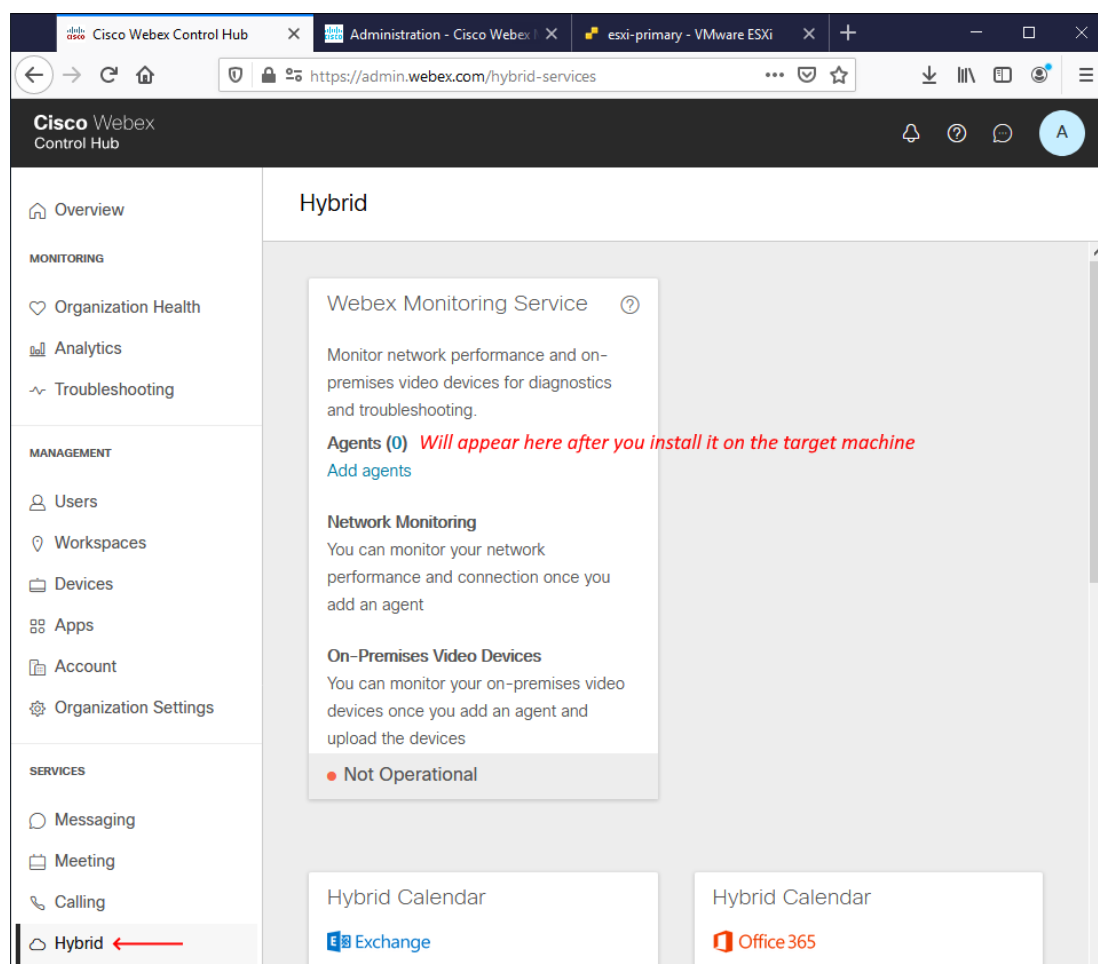 Cisco Webex Control Hub
Administration - Cisco Webex
esxi-primary - VMware ESXi
https://admin.webex.com/hybrid-services
Cisco Webex
Control Hub
A
Overview
MONITORING
Organization Health
Analytics
Troubleshooting
MANAGEMENT
Users
Workspaces
Devices
Apps
Account
Organization Settings
SERVICES
Messaging
Meeting
Calling
Hybrid
Hybrid
Webex Monitoring Service
Monitor network performance and on-
premises video devices for diagnostics
and troubleshooting.
Agents (0) Will appear here after you install it on the target machine
Add agents
Network Monitoring
You can monitor your network
performance and connection once you
add an agent
On-Premises Video Devices
You can monitor your on-premises video
devices once you add an agent and
upload the devices
Not Operational
Hybrid Calendar
Exchange
Hybrid Calendar
Office 365